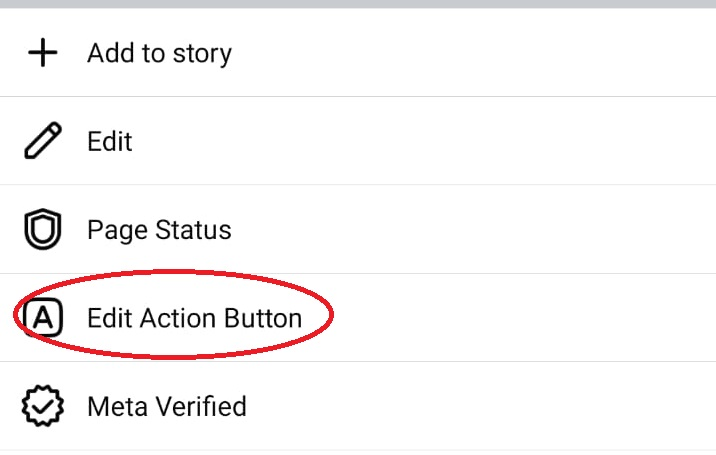 Add to story
Edit
Page Status
A Edit Action Button
Meta Verified